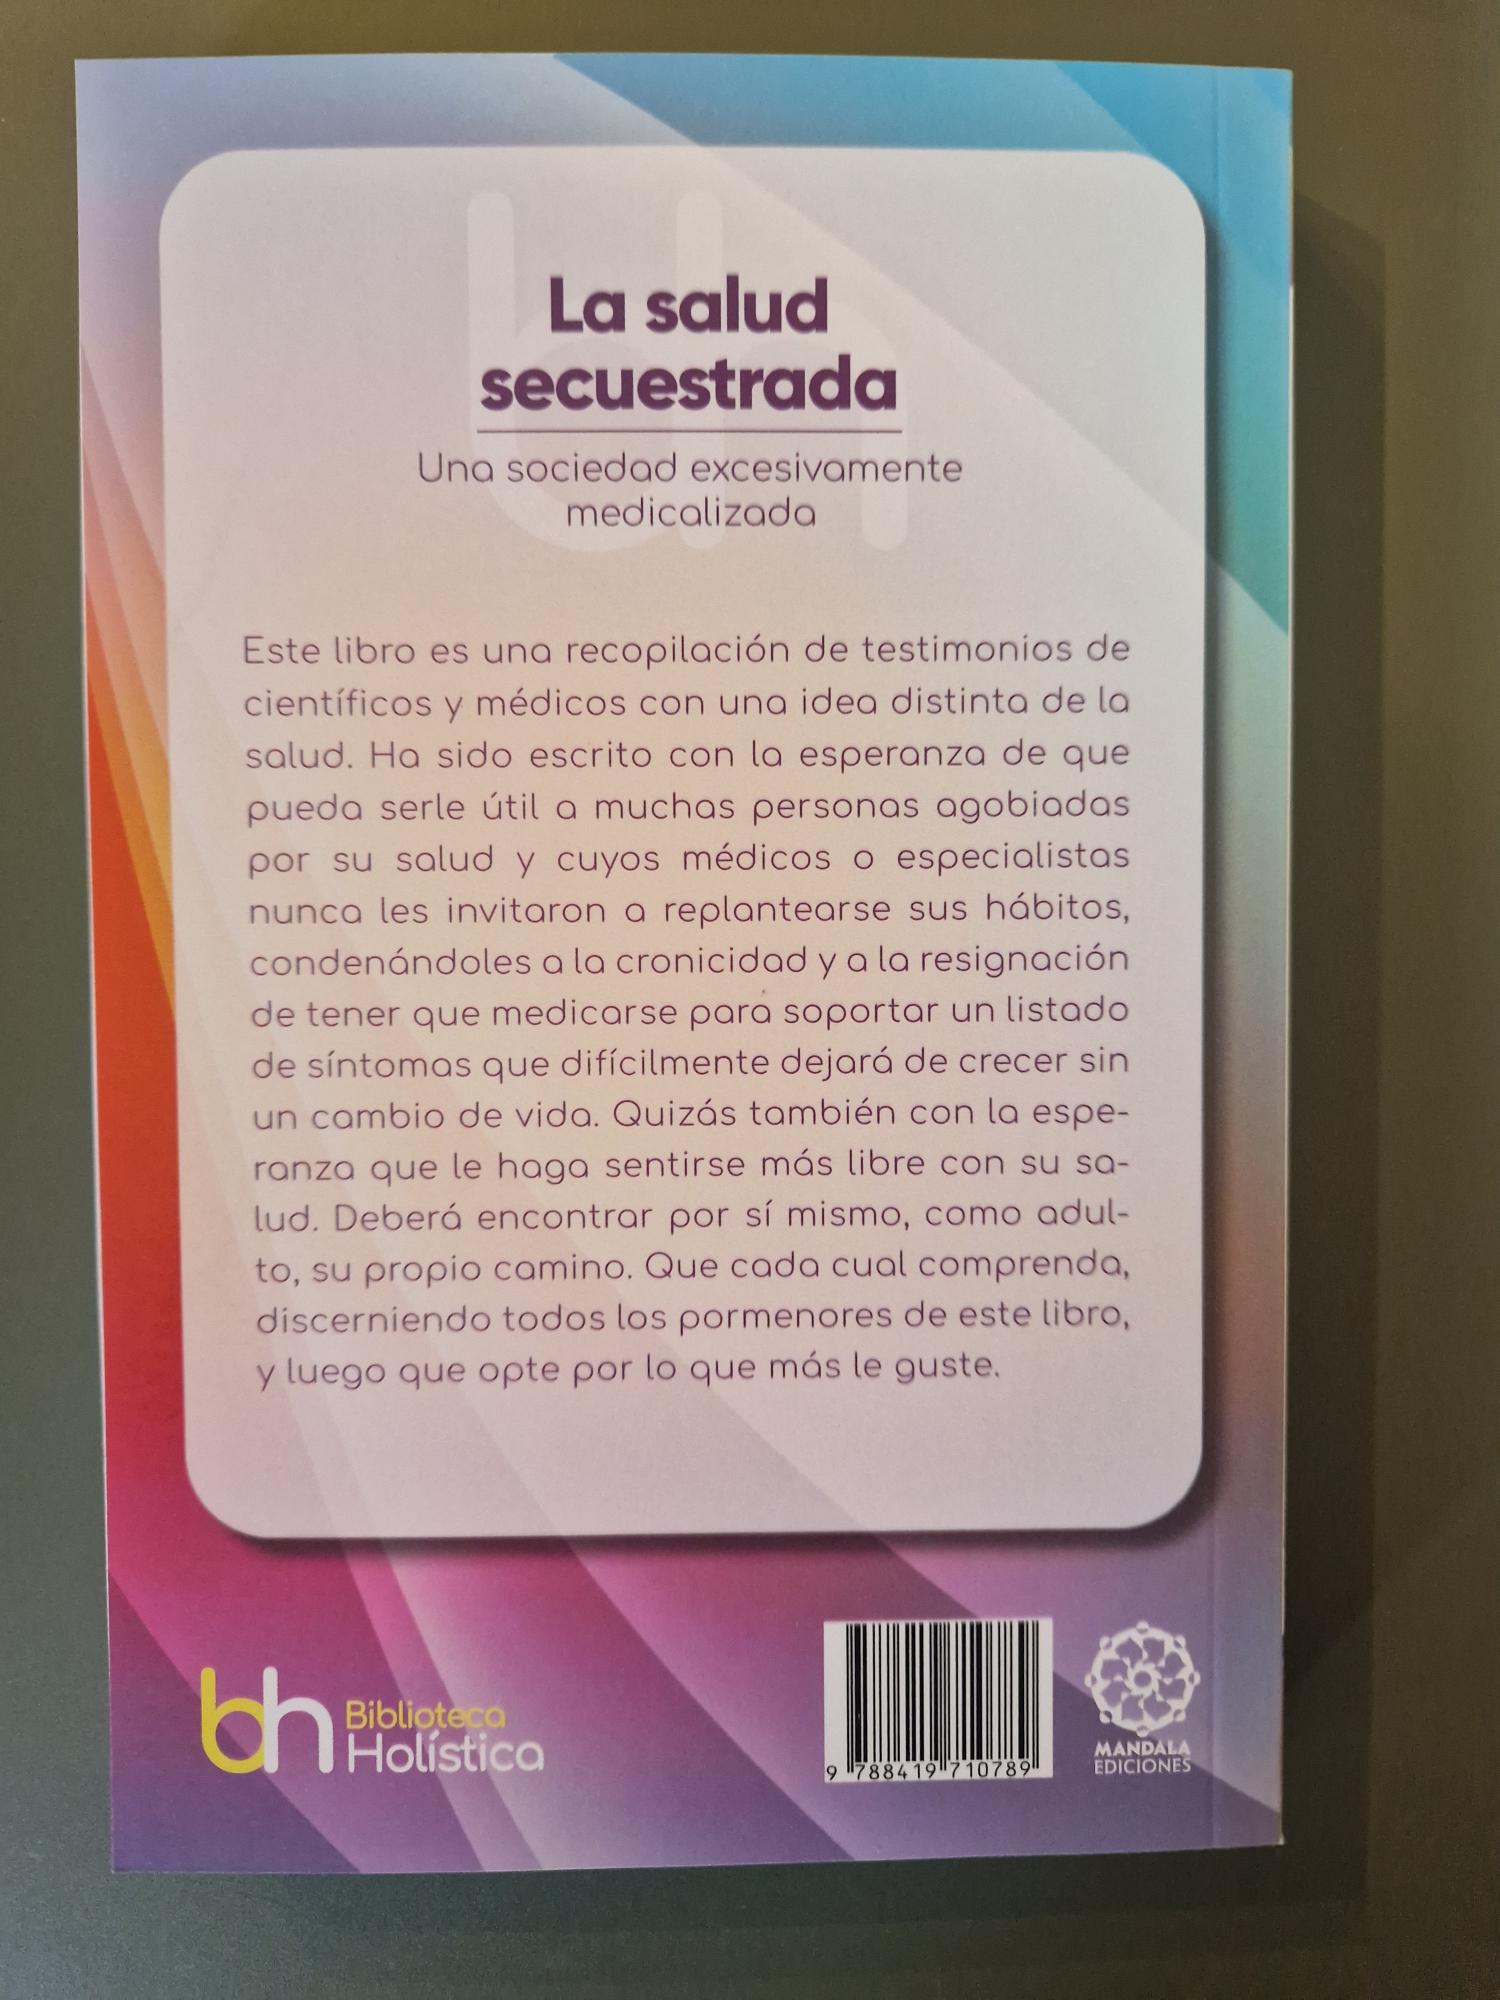 La salud
secuestrada
Una sociedad excesivamente
medicalizada
Este libro es una recopilación de testimonios de
científicos y médicos con una idea distinta de la
salud. Ha sido escrito con la esperanza de que
pueda serle útil a muchas personas agobiadas
por su salud y cuyos médicos o especialistas
nunca les invitaron a replantearse sus hábitos,
condenándoles a la cronicidad y a la resignación
de tener que medicarse para soportar un listado
de síntomas que difícilmente dejará de crecer sin
un cambio de vida. Quizás también con la espe-
ranza que le haga sentirse más libre con su sa-
lud. Deberá encontrar por sí mismo, como adul-
to, su propio camino. Que cada cual comprenda,
discerniendo todos los pormenores de este libro,
y luego que opte por lo que más le guste.
bh Biblioteca
Holística
9 788419 710789
MANDALA
EDICIONES